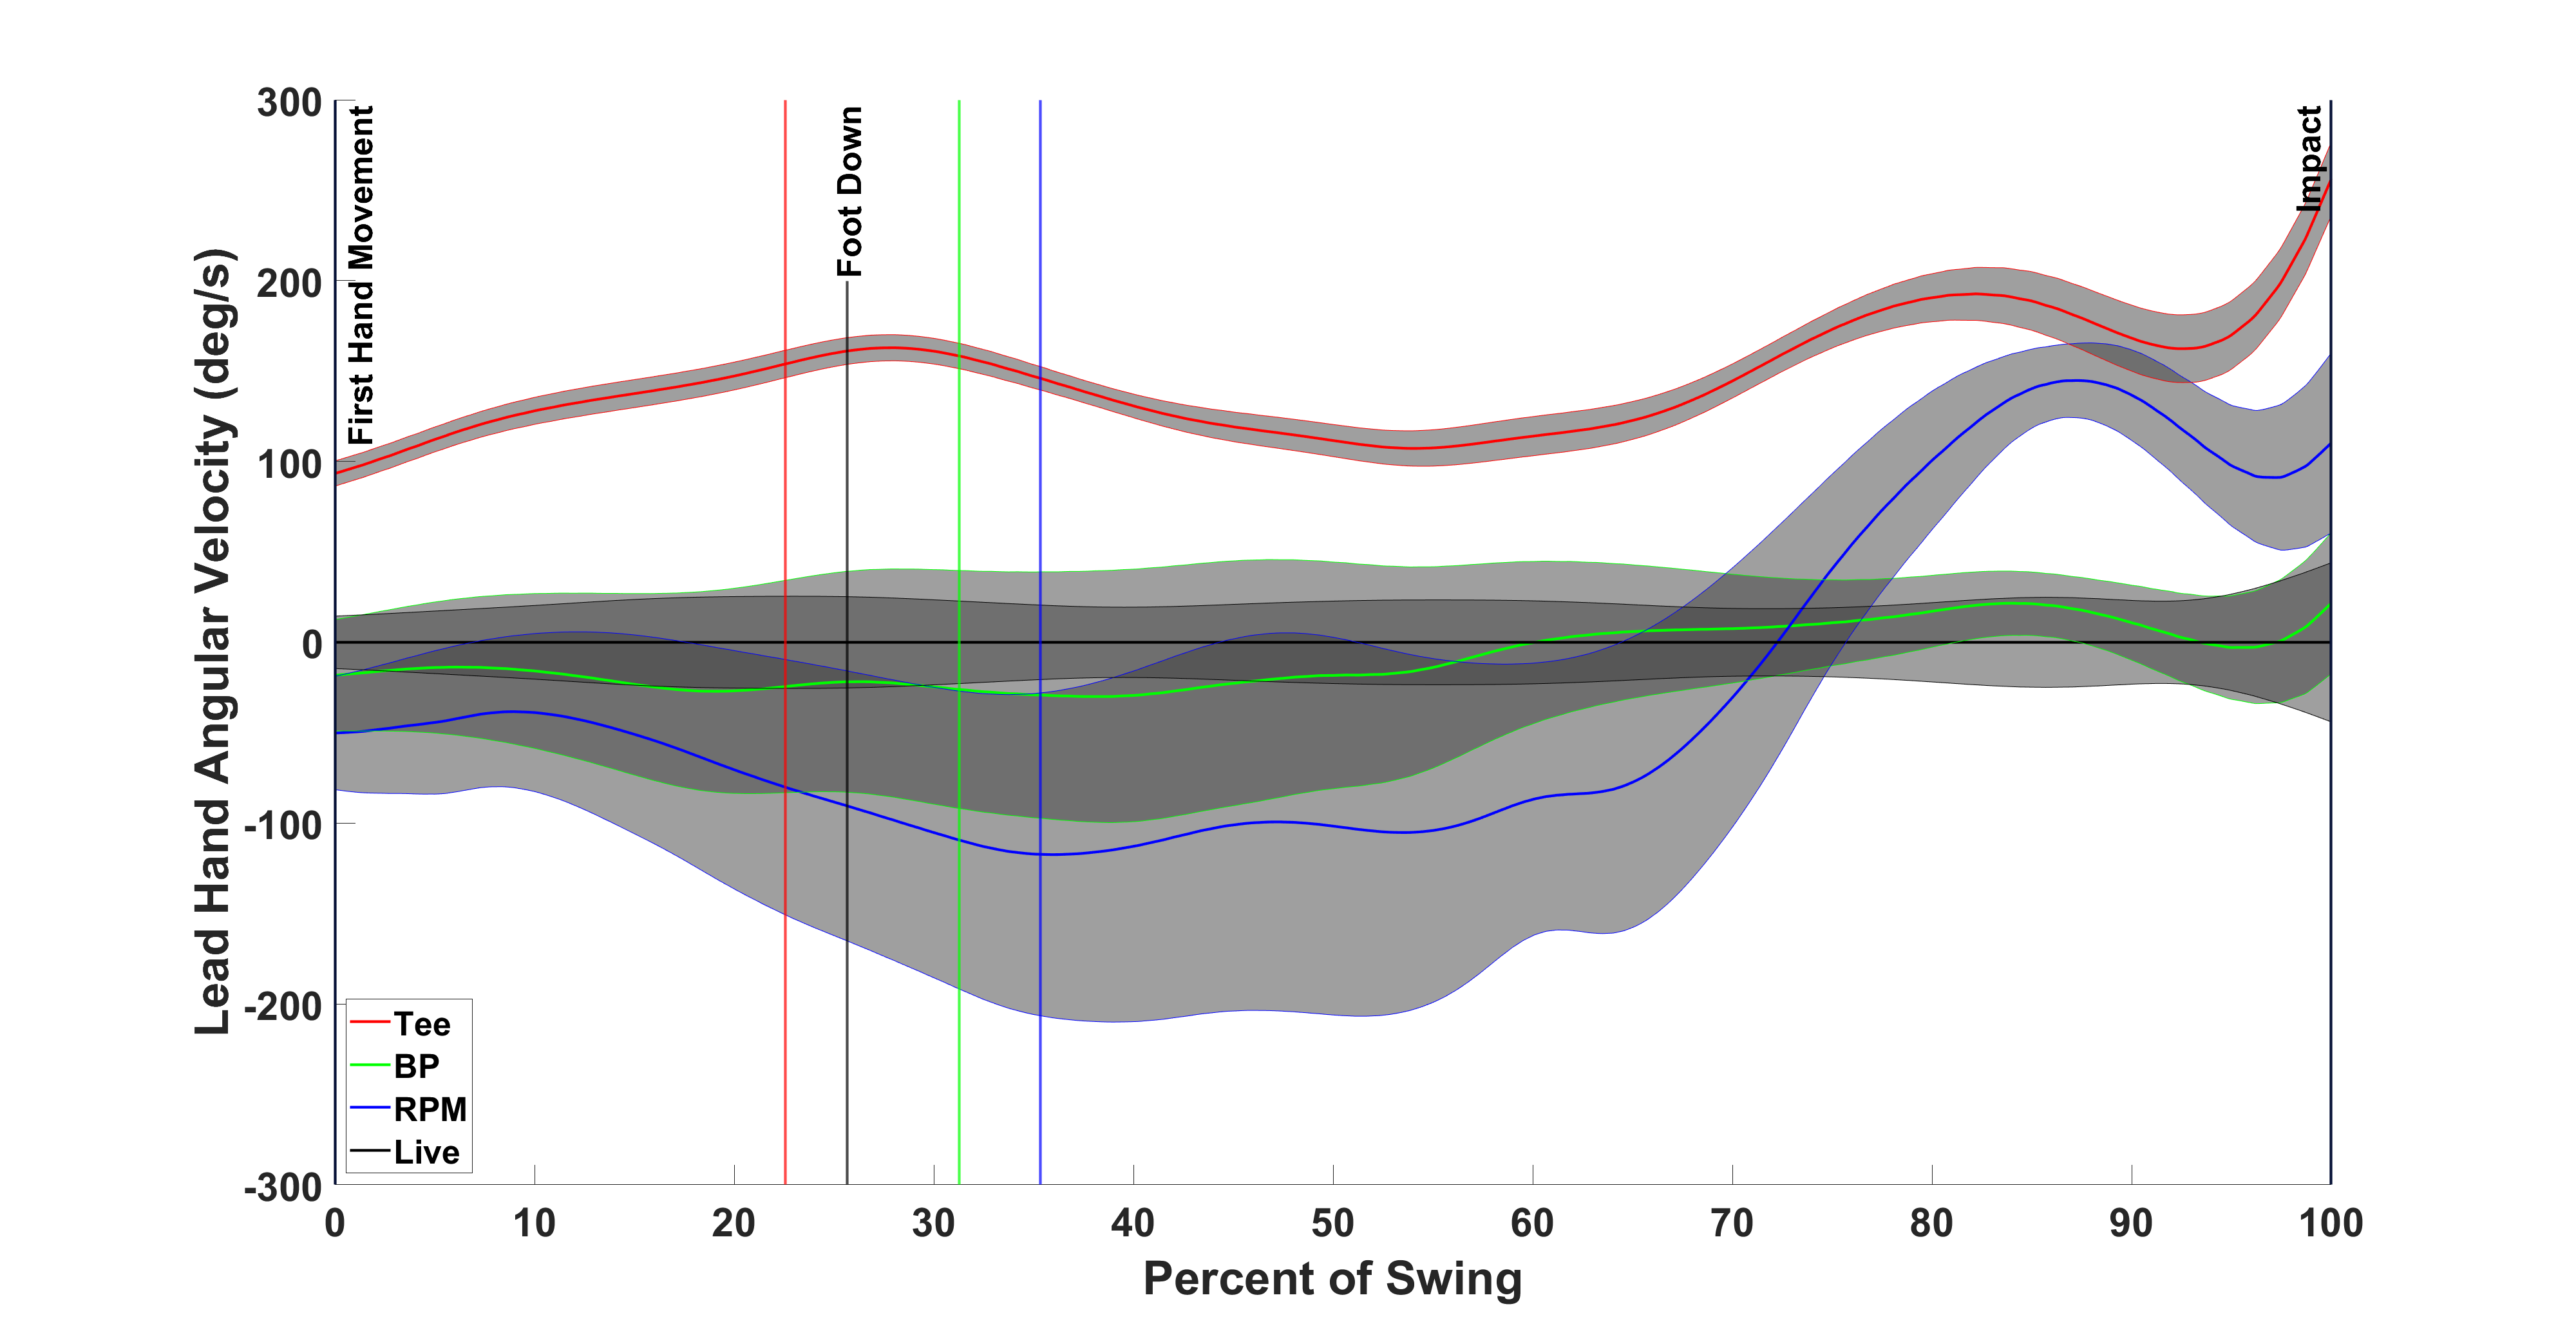 300
200
100
0
-100
-200
-300
Lead Hand Angular Velocity (deg/s)
First Hand Movement
Foot Down
Impact
Tee
BP
RPM
Live
0 10 20 30 40 50 60 70 80 90 100
Percent of Swing